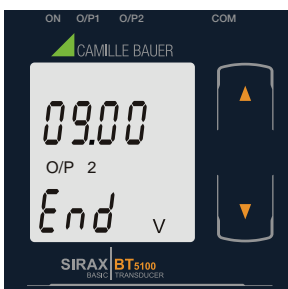 ON O/P1 O/P2 COM
CAMILLE BAUER
09.00
O/P 2
End V
SIRAX BT5100
BASIC TRANSDUCER